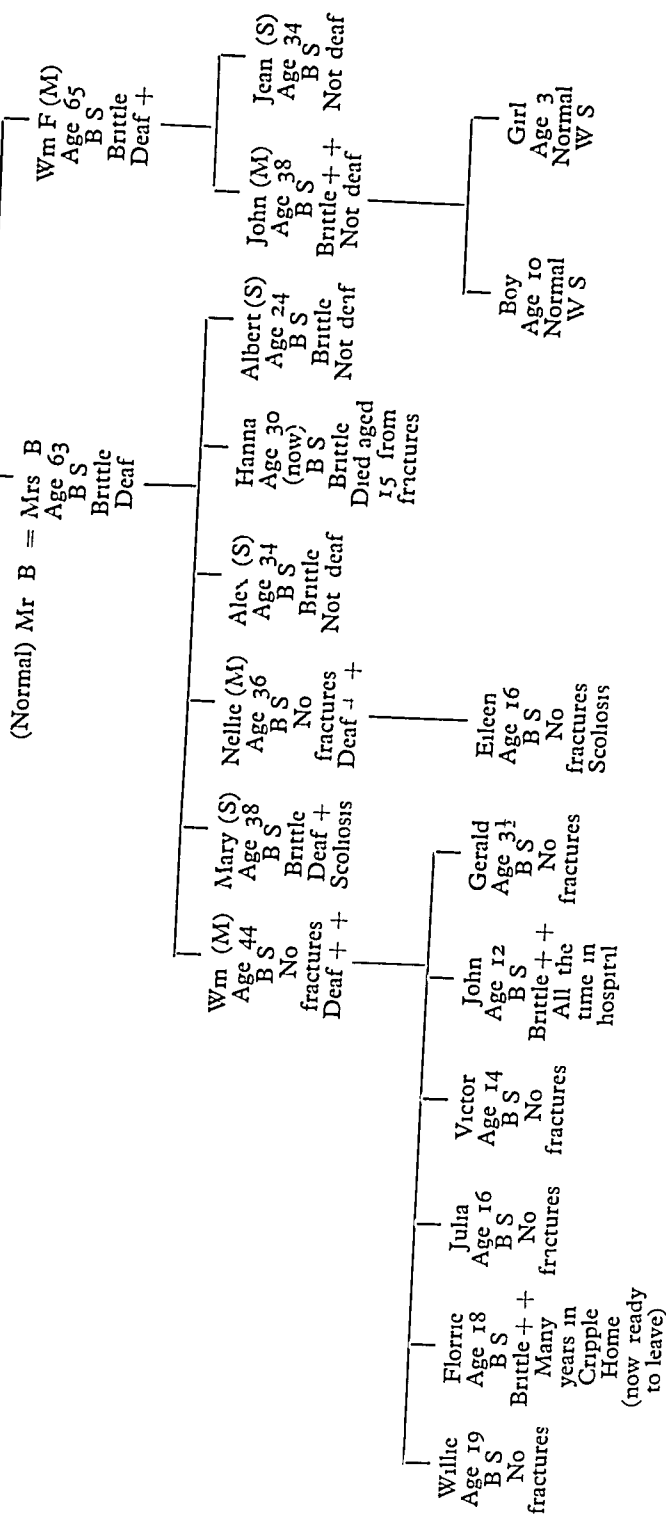 (Normal) Mr B = Mrs B
Age 63
B S
Brittle
Deaf
Wm F (M)
Age 65
B S
Brittle
Deaf +
Wm (M)
Age 44
B S
No
fractures
Deaf + +
Mary (S)
Age 38
B S
Brittle
Deaf +
Scoliosis
Nellie (M)
Age 36
B S
No
fractures
Deaf + +
Alex (S)
Age 34
B S
Brittle
Not deaf
Hanna
Age 30
(now)
B S
Brittle
Died aged
15 from
fractures
Albert (S)
Age 24
B S
Brittle
Not deaf
John (M)
Age 38
B S
Brittle + +
Not deaf
Jean (S)
Age 34
B S
Not deaf
Willie
Age 19
B S
No
fractures
Florrie
Age 18
B S
Brittle + +
Many
years in
Cripple
Home
(now ready
to leave)
Julia
Age 16
B S
No
fractures
Victor
Age 14
B S
No
fractures
John
Age 12
B S
Brittle + +
All the
time in
hospital
Gerald
Age 3½
B S
No
fractures
Eileen
Age 16
B S
No
fractures
Scoliosis
Boy
Age 10
Normal
W S
Girl
Age 3
Normal
W S